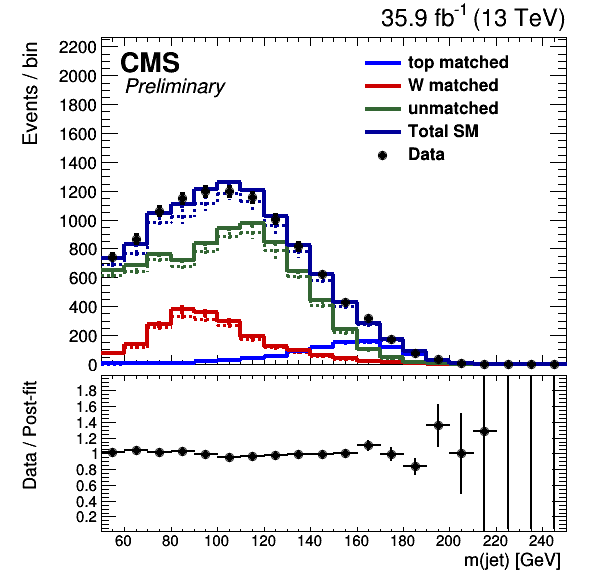 35.9 fb⁻¹ (13 TeV)
Events / bin
2200
2000
1800
1600
1400
1200
1000
800
600
400
200
0
CMS
Preliminary
top matched
W matched
unmatched
Total SM
Data
Data / Post-fit
1.8
1.6
1.4
1.2
1
0.8
0.6
0.4
0.2
60 80 100 120 140 160 180 200 220 240
m(jet) [GeV]